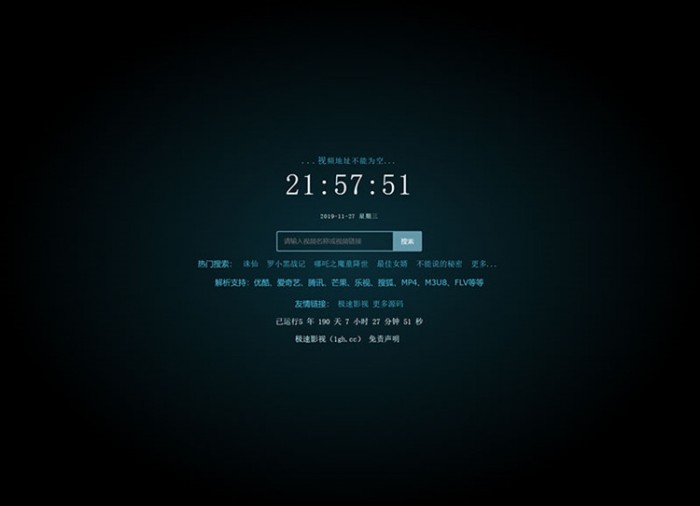 ...视频地址不能为空...
21:57:51
2019-11-27 星期三
请输入视频的网址或视频链接 搜索
热门搜索: 诛仙 罗小黑战记 哪吒之魔童降世 最佳女婿 不能说的秘密 更多...
解析支持: 优酷、爱奇艺、腾讯、芒果、乐视、搜狐、MP4、M3U8、FLV等等
友情链接: 极速影视 更多源码
已运行5 年 190 天 7 小时 27 分钟 51 秒
极速影视(lgh.cc) 免责声明